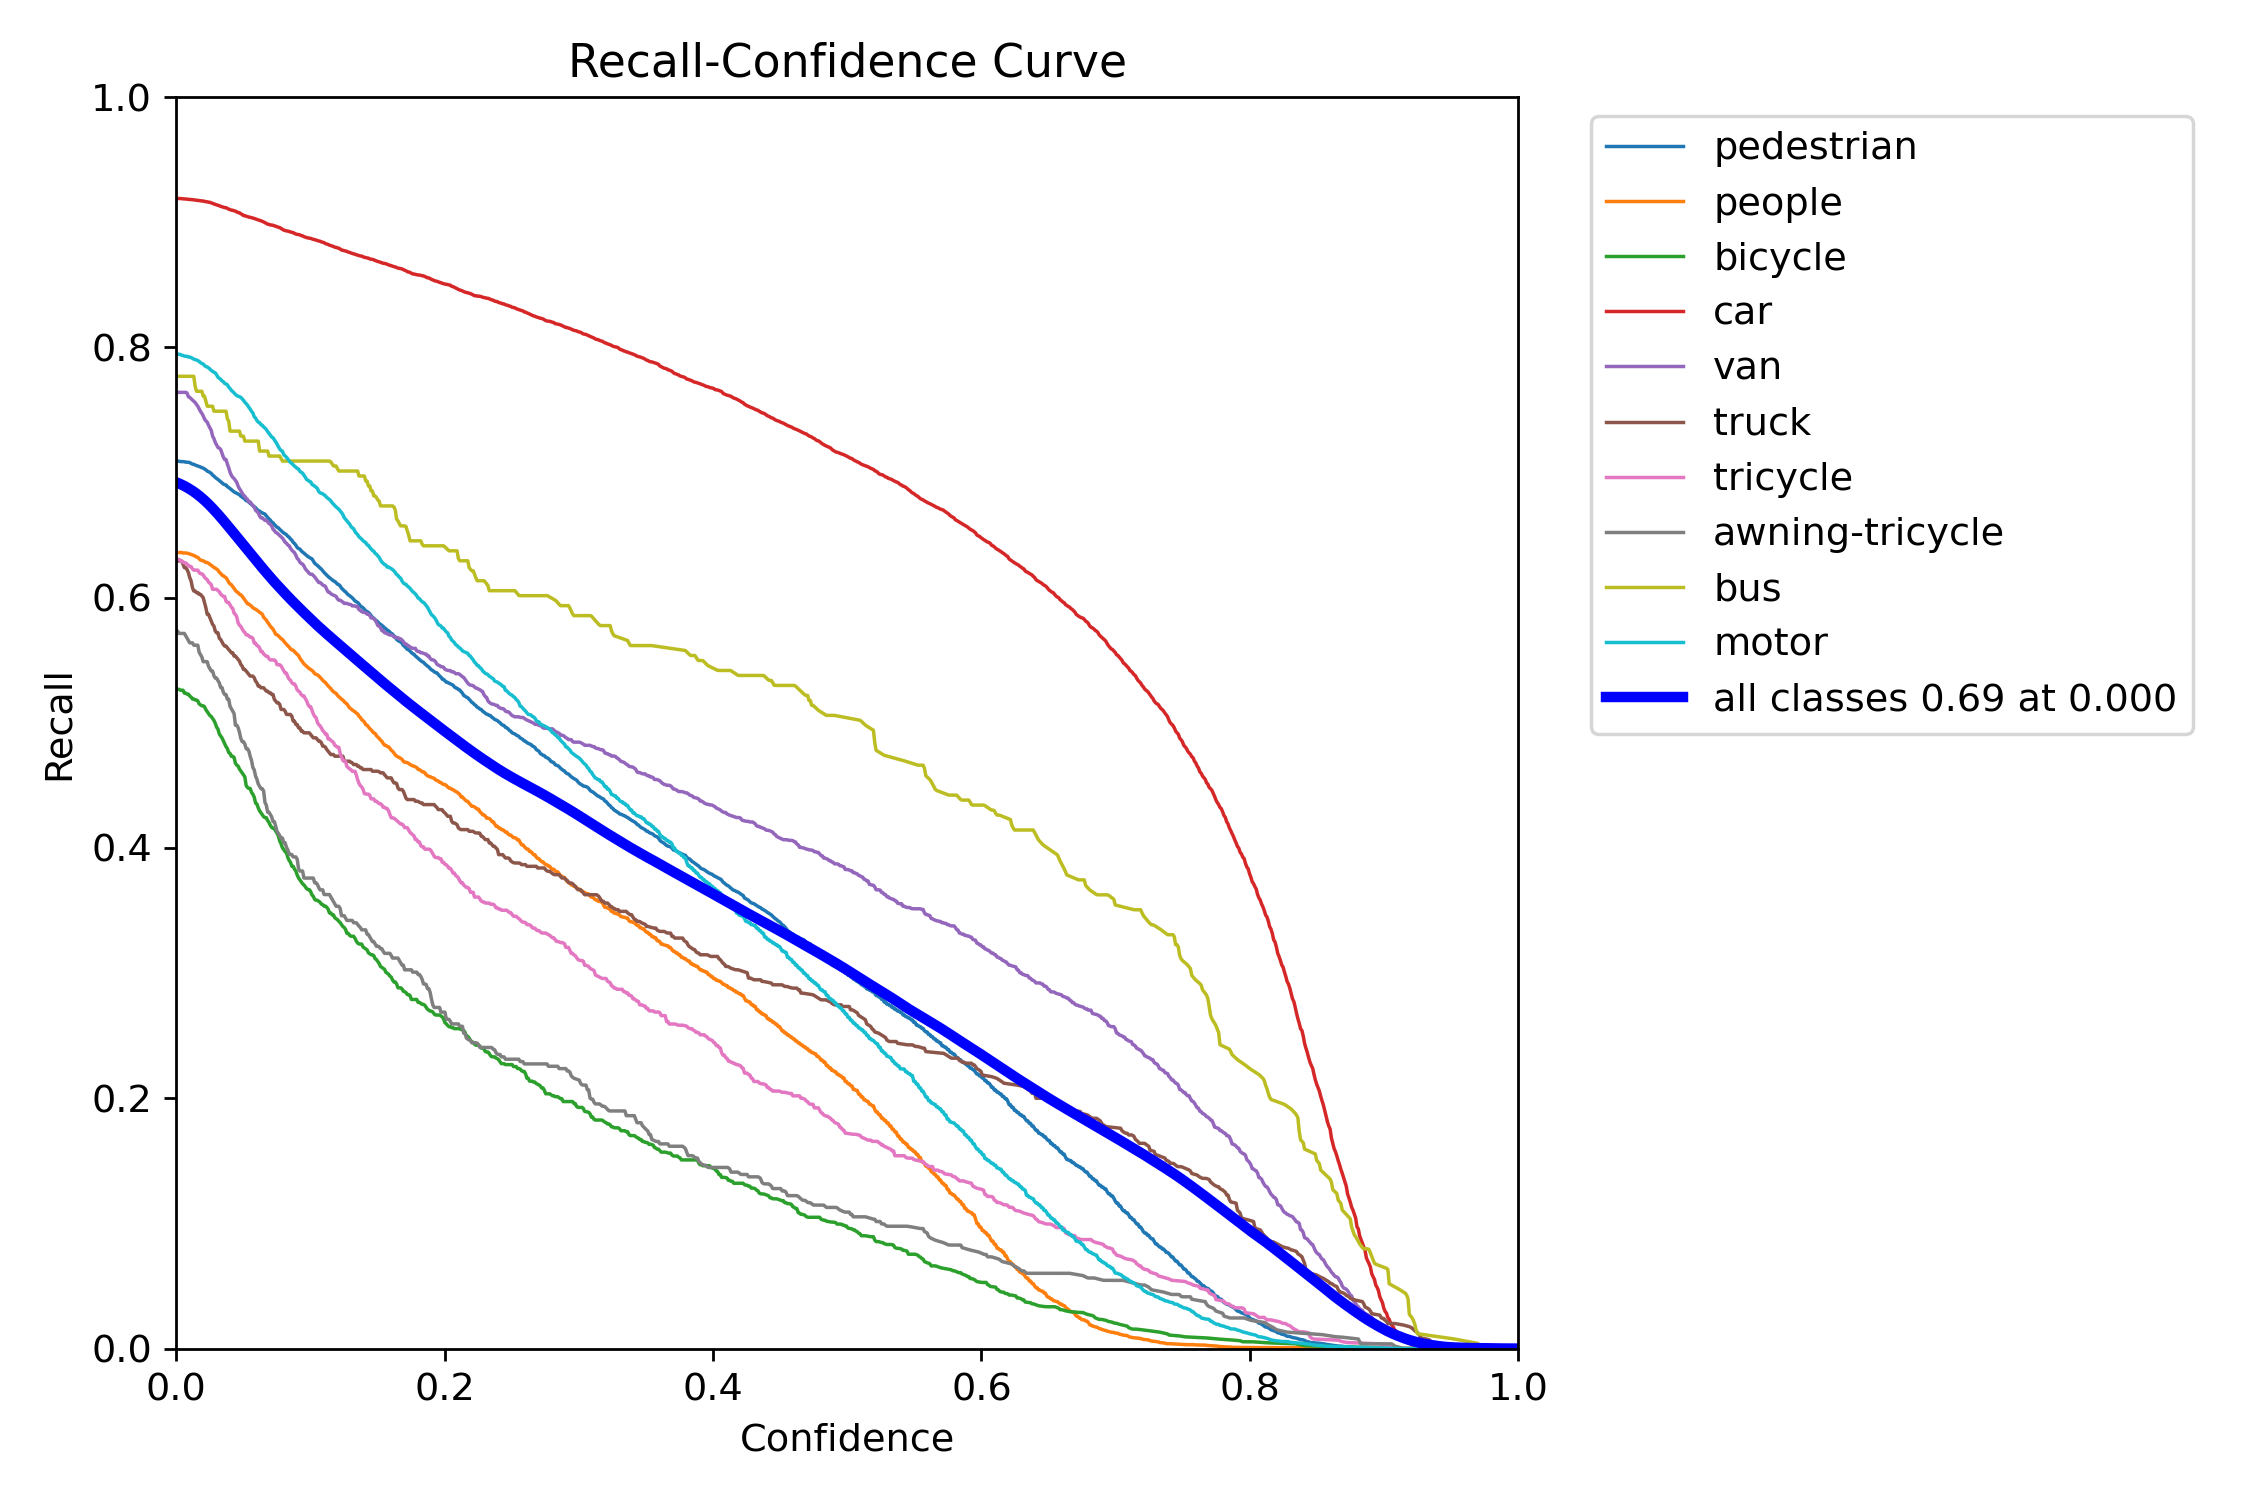 Recall-Confidence Curve
1.0
0.8
0.6
0.4
0.2
0.0
Recall
0.0 0.2 0.4 0.6 0.8 1.0
Confidence
pedestrian
people
bicycle
car
van
truck
tricycle
awning-tricycle
bus
motor
all classes 0.69 at 0.000